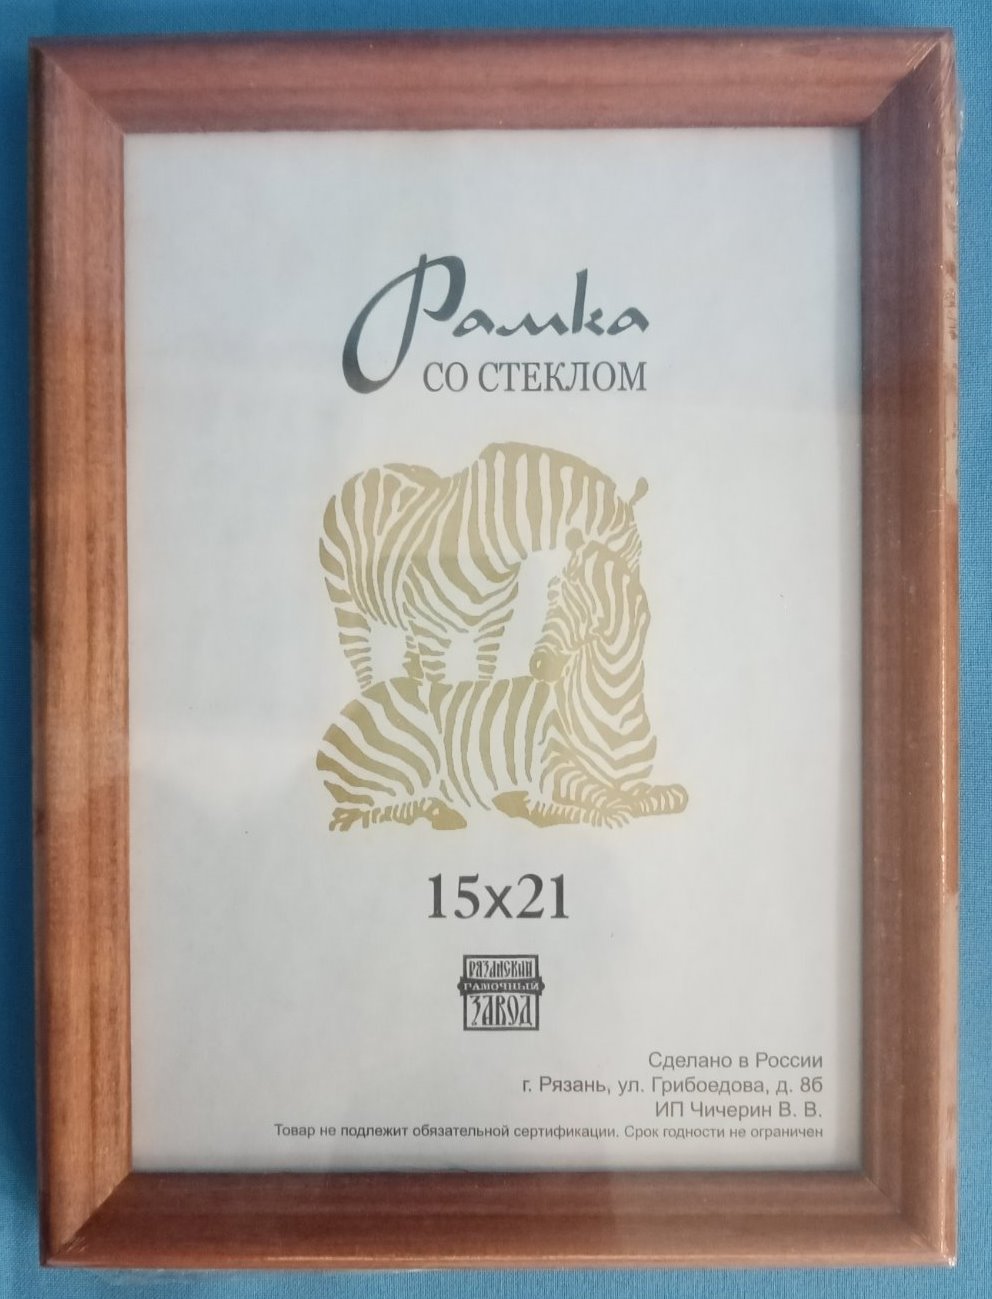 Рамка
СО СТЕКЛОМ
15x21
РЯЗАНСКИЙ
РАМОЧНЫЙ
ЗАВОД
Сделано в России
г. Рязань, ул. Грибоедова, д. 8б
ИП Чичерин В. В.
Товар не подлежит обязательной сертификации. Срок годности не ограничен